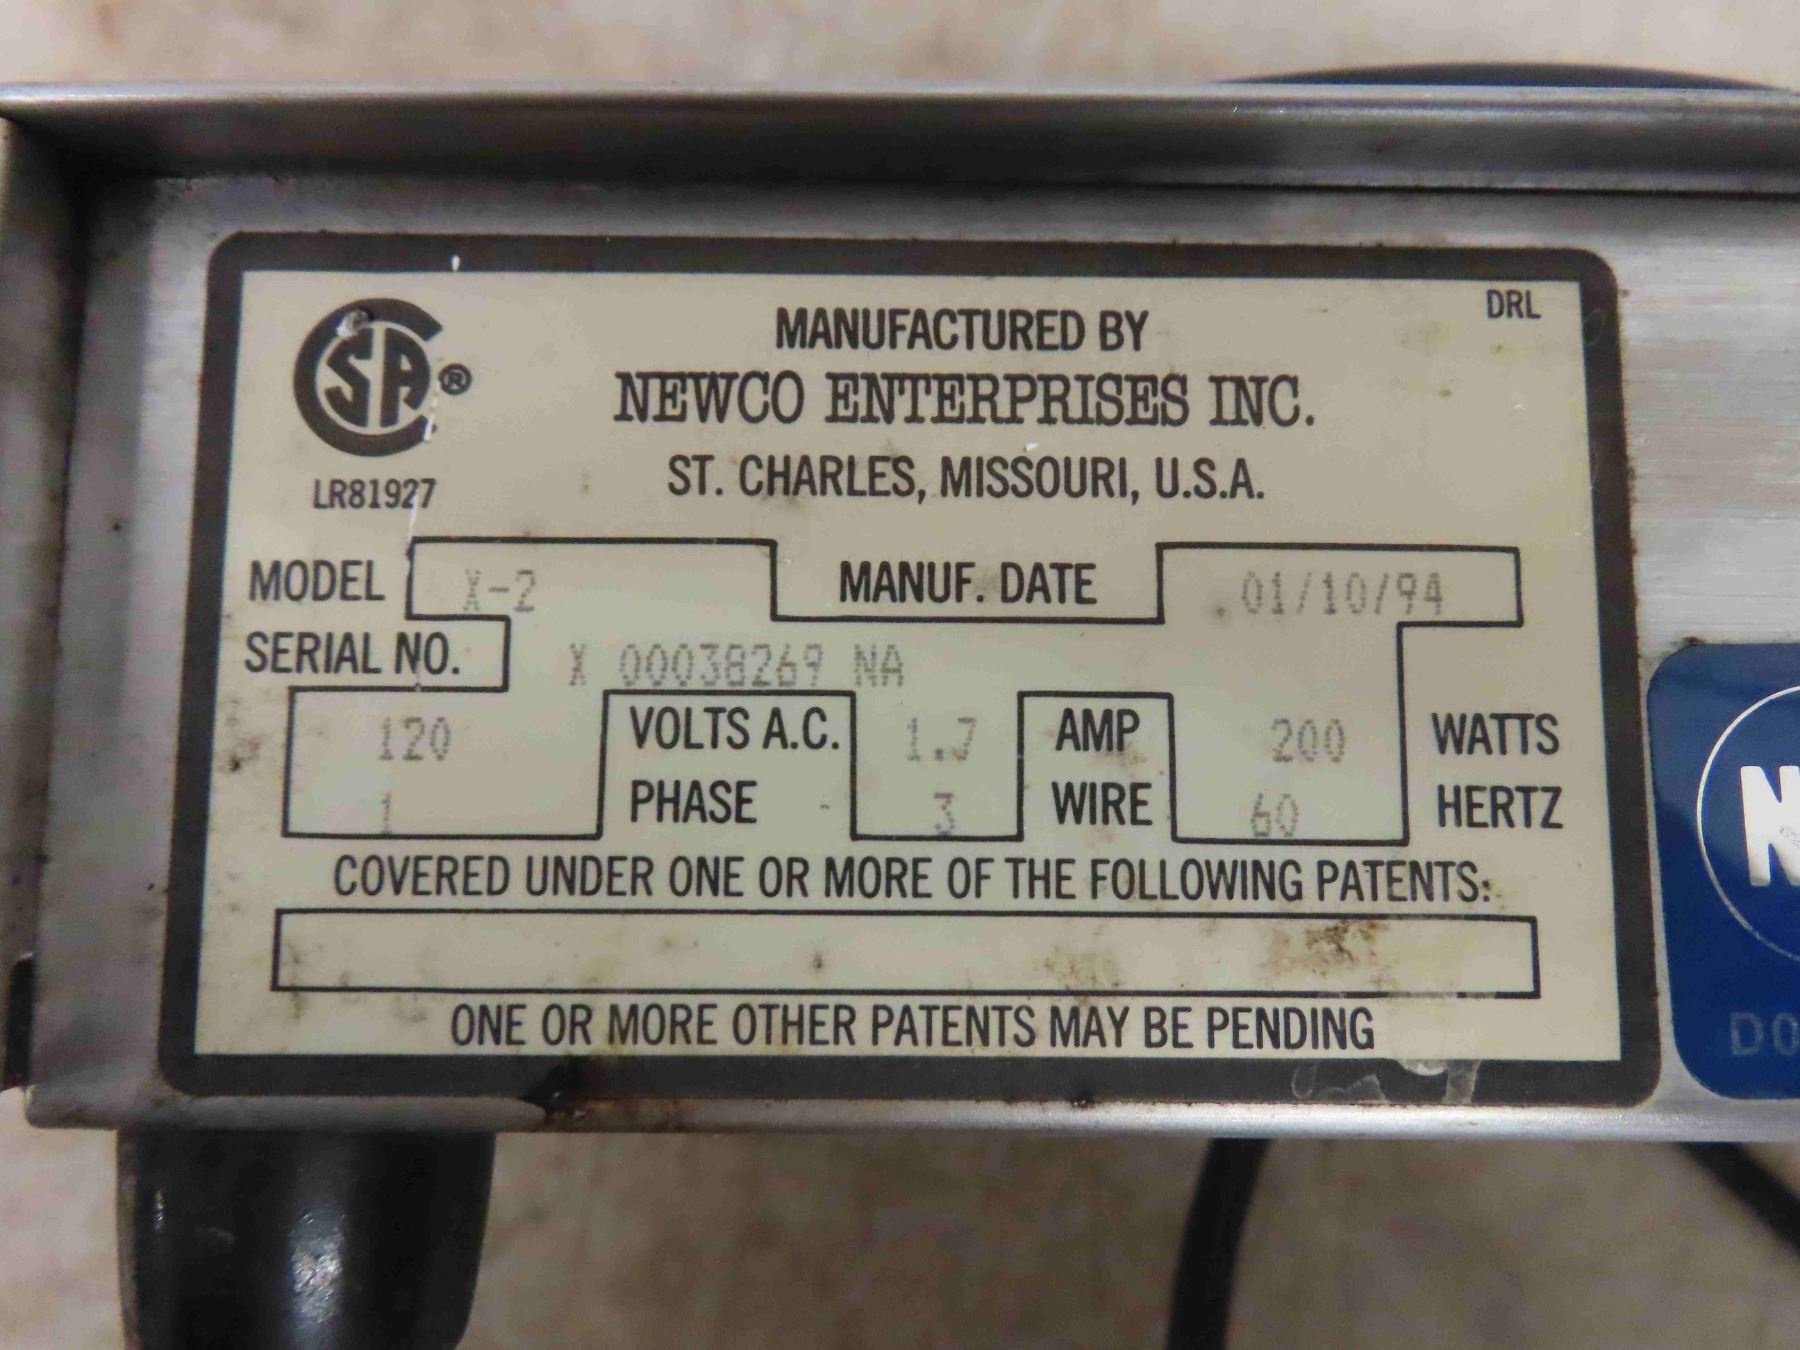 DRL
CSA®
MANUFACTURED BY
NEWCO ENTERPRISES INC.
ST. CHARLES, MISSOURI, U.S.A.
LR81927
MODEL X-2 MANUF. DATE 01/10/94
SERIAL NO. X 00038269 NA
120 VOLTS A.C. 1.7 AMP 200 WATTS
1 PHASE 3 WIRE 60 HERTZ
COVERED UNDER ONE OR MORE OF THE FOLLOWING PATENTS:
ONE OR MORE OTHER PATENTS MAY BE PENDING
N
DO